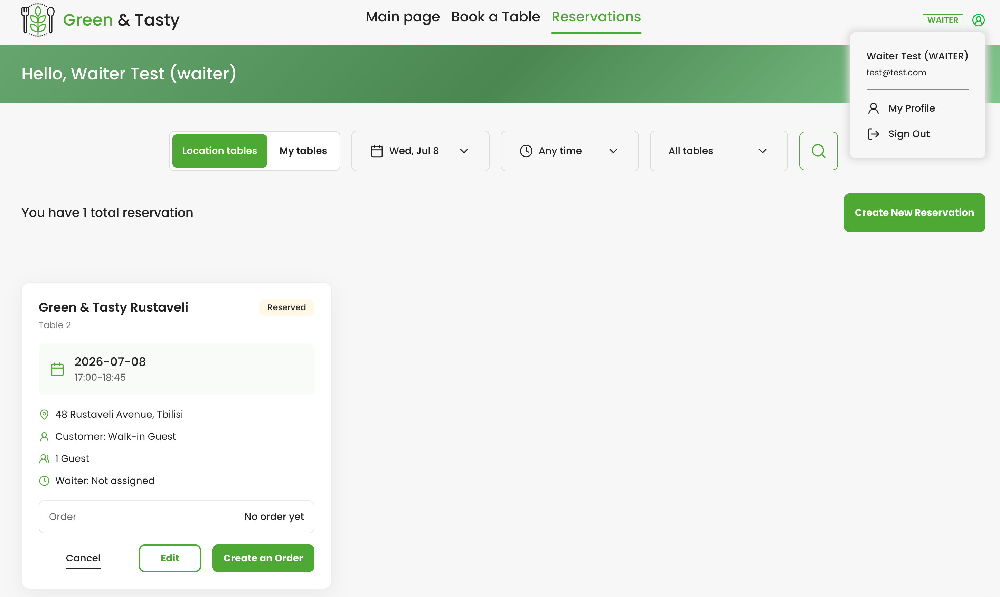 Green & Tasty
Main page Book a Table Reservations
WAITER
Waiter Test (WAITER)
test@test.com
My Profile
Sign Out
Hello, Waiter Test (waiter)
Location tables My tables Wed, Jul 8 Any time All tables
You have 1 total reservation
Create New Reservation
Green & Tasty Rustaveli Reserved
Table 2
2026-07-08
17:00-18:45
48 Rustaveli Avenue, Tbilisi
Customer: Walk-in Guest
1 Guest
Waiter: Not assigned
Order No order yet
Cancel Edit Create an Order